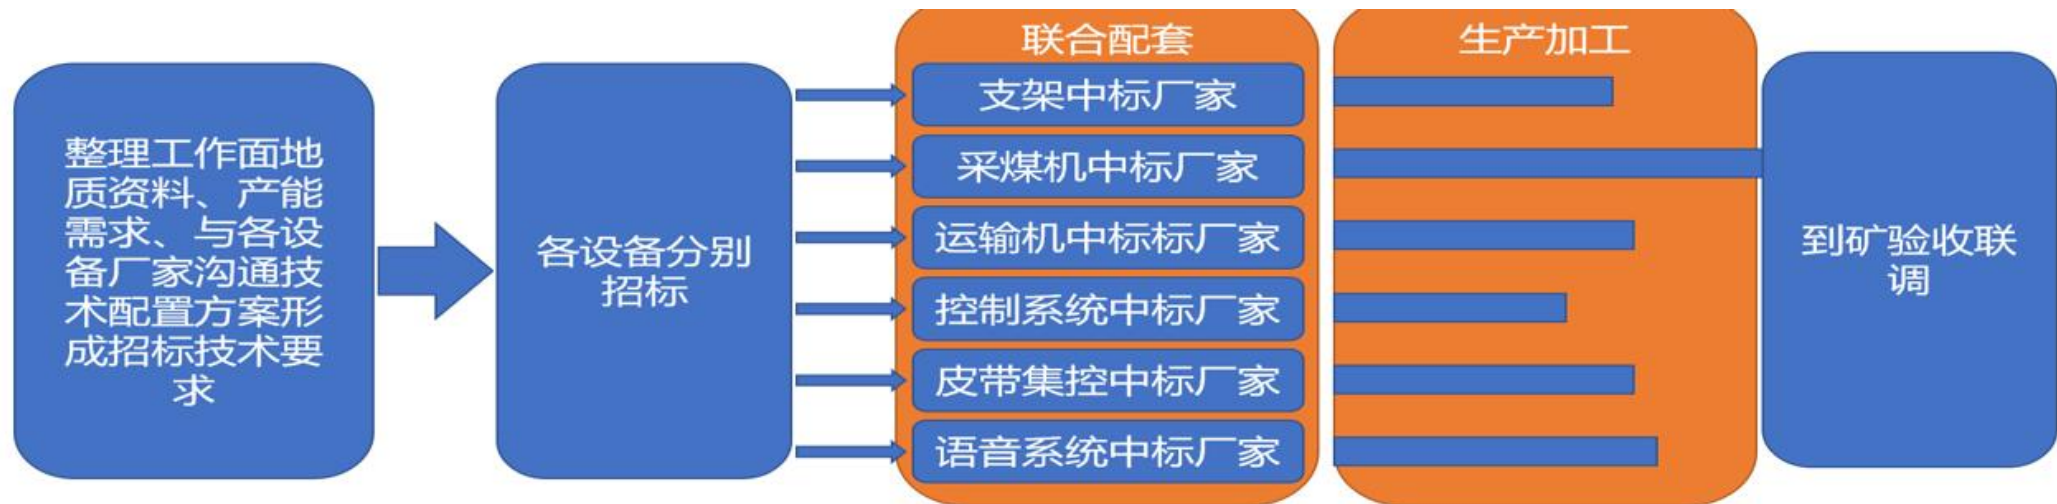 整理工作面地
质资料、产能
需求、与各设
备厂家沟通技
术配置方案形
成招标技术要
求
各设备分别
招标
联合配套
支架中标厂家
采煤机中标厂家
运输机中标标厂家
控制系统中标厂家
皮带集控中标厂家
语音系统中标厂家
生产加工
到矿验收联
调